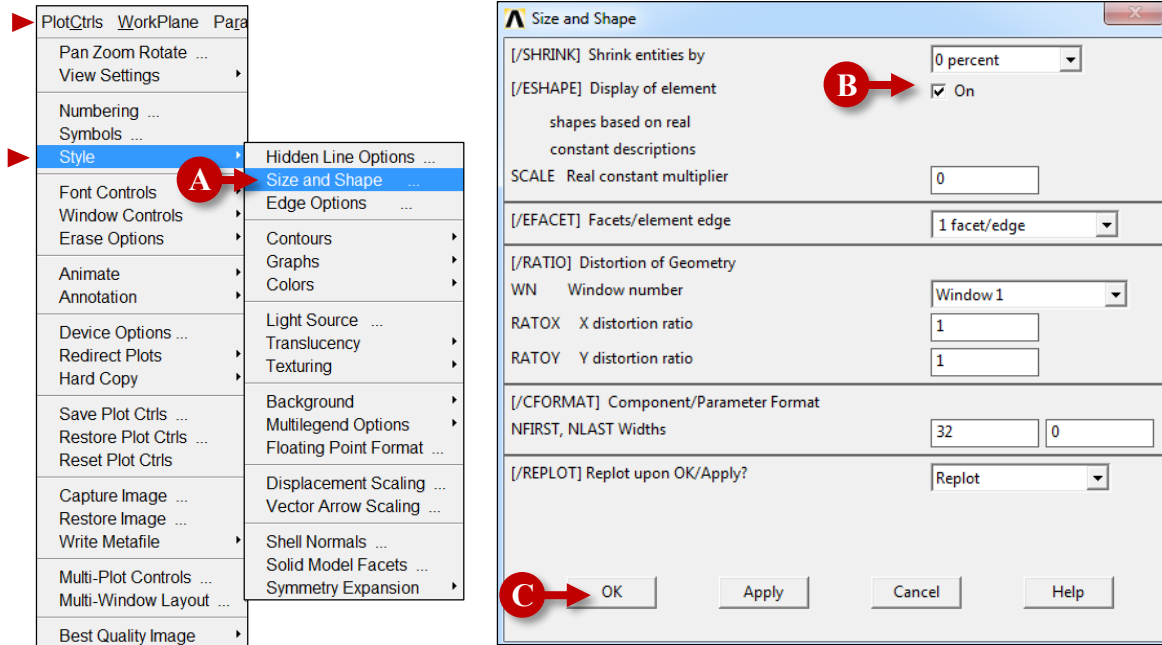 PlotCtrls WorkPlane Para
Pan Zoom Rotate ...
View Settings
Numbering ...
Symbols ...
Style
Font Controls
Window Controls
Erase Options
Animate
Annotation
Device Options ...
Redirect Plots
Hard Copy
Save Plot Ctrls ...
Restore Plot Ctrls ...
Reset Plot Ctrls
Capture Image ...
Restore Image ...
Write Metafile
Multi-Plot Controls ...
Multi-Window Layout ...
Best Quality Image
A
Hidden Line Options ...
Size and Shape ...
Edge Options ...
Contours
Graphs
Colors
Light Source ...
Translucency
Texturing
Background
Multilegend Options
Floating Point Format ...
Displacement Scaling ...
Vector Arrow Scaling ...
Shell Normals ...
Solid Model Facets ...
Symmetry Expansion
Size and Shape
[/SHRINK] Shrink entities by 0 percent
[/ESHAPE] Display of element B On
shapes based on real
constant descriptions
SCALE Real constant multiplier 0
[/EFACET] Facets/element edge 1 facet/edge
[/RATIO] Distortion of Geometry
WN Window number Window 1
RATOX X distortion ratio 1
RATOY Y distortion ratio 1
[/CFORMAT] Component/Parameter Format
NFIRST, NLAST Widths 32 0
[/REPLOT] Replot upon OK/Apply? Replot
C OK Apply Cancel Help